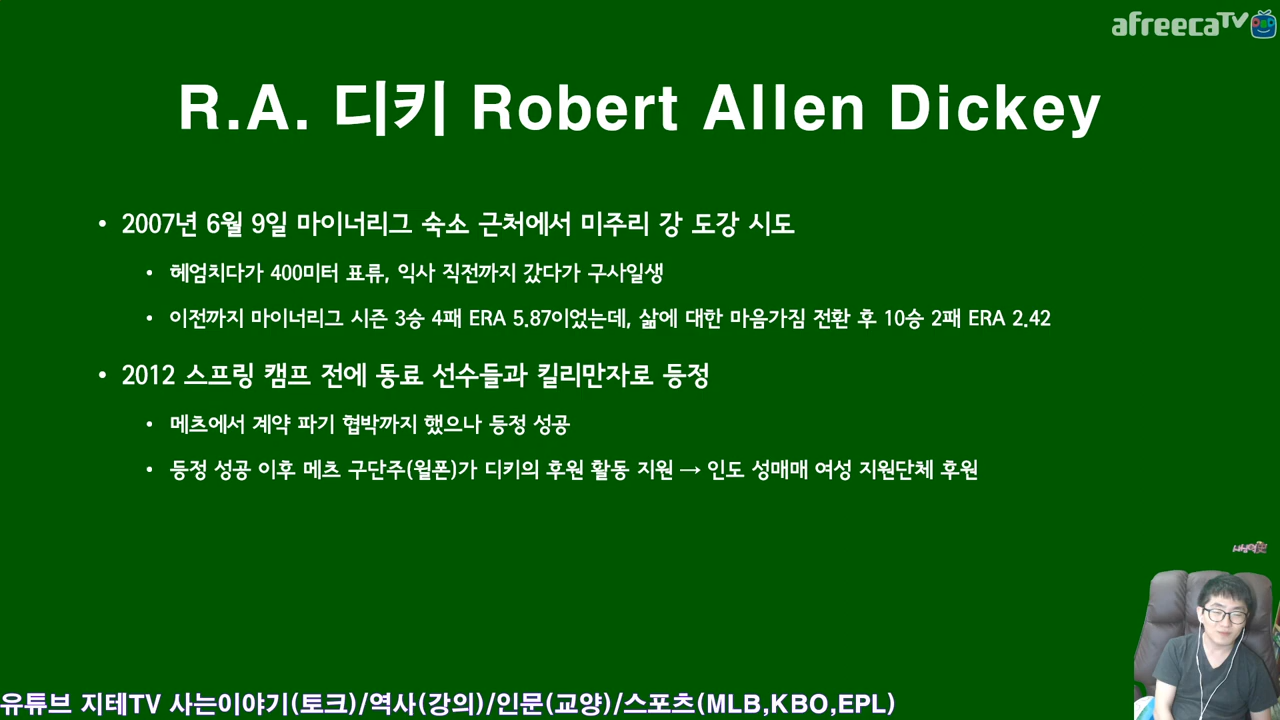 afreecaTV
R.A. 디키 Robert Allen Dickey
• 2007년 6월 9일 마이너리그 숙소 근처에서 미주리 강 도강 시도
• 헤엄치다가 400미터 표류, 익사 직전까지 갔다가 구사일생
• 이전까지 마이너리그 시즌 3승 4패 ERA 5.87이었는데, 삶에 대한 마음가짐 전환 후 10승 2패 ERA 2.42
• 2012 스프링 캠프 전에 동료 선수들과 킬리만자로 등정
• 메츠에서 계약 파기 협박까지 했으나 등정 성공
• 등정 성공 이후 메츠 구단주(윌폰)가 디키의 후원 활동 지원 → 인도 성매매 여성 지원단체 후원
유튜브 지테TV 사는이야기(토크)/역사(강의)/인문(교양)/스포츠(MLB,KBO,EPL)